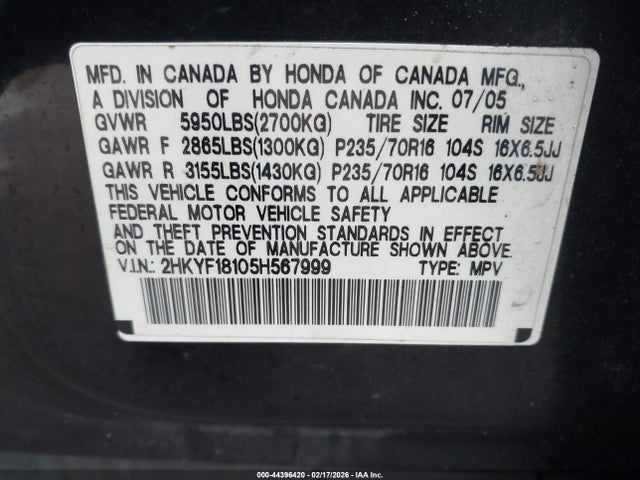 MFD. IN CANADA BY HONDA OF CANADA MFG.,
A DIVISION OF HONDA CANADA INC. 07/05
GVWR 5950LBS(2700KG) TIRE SIZE RIM SIZE
GAWR F 2865LBS(1300KG) P235/70R16 104S 16X6.5JJ
GAWR R 3155LBS(1430KG) P235/70R16 104S 16X6.5JJ
THIS VEHICLE CONFORMS TO ALL APPLICABLE
FEDERAL MOTOR VEHICLE SAFETY
AND THEFT PREVENTION STANDARDS IN EFFECT
ON THE DATE OF MANUFACTURE SHOWN ABOVE.
V.I.N.: 2HKYF18105H567999 TYPE: MPV
000-44396420 - 02/17/2026 - IAA Inc.